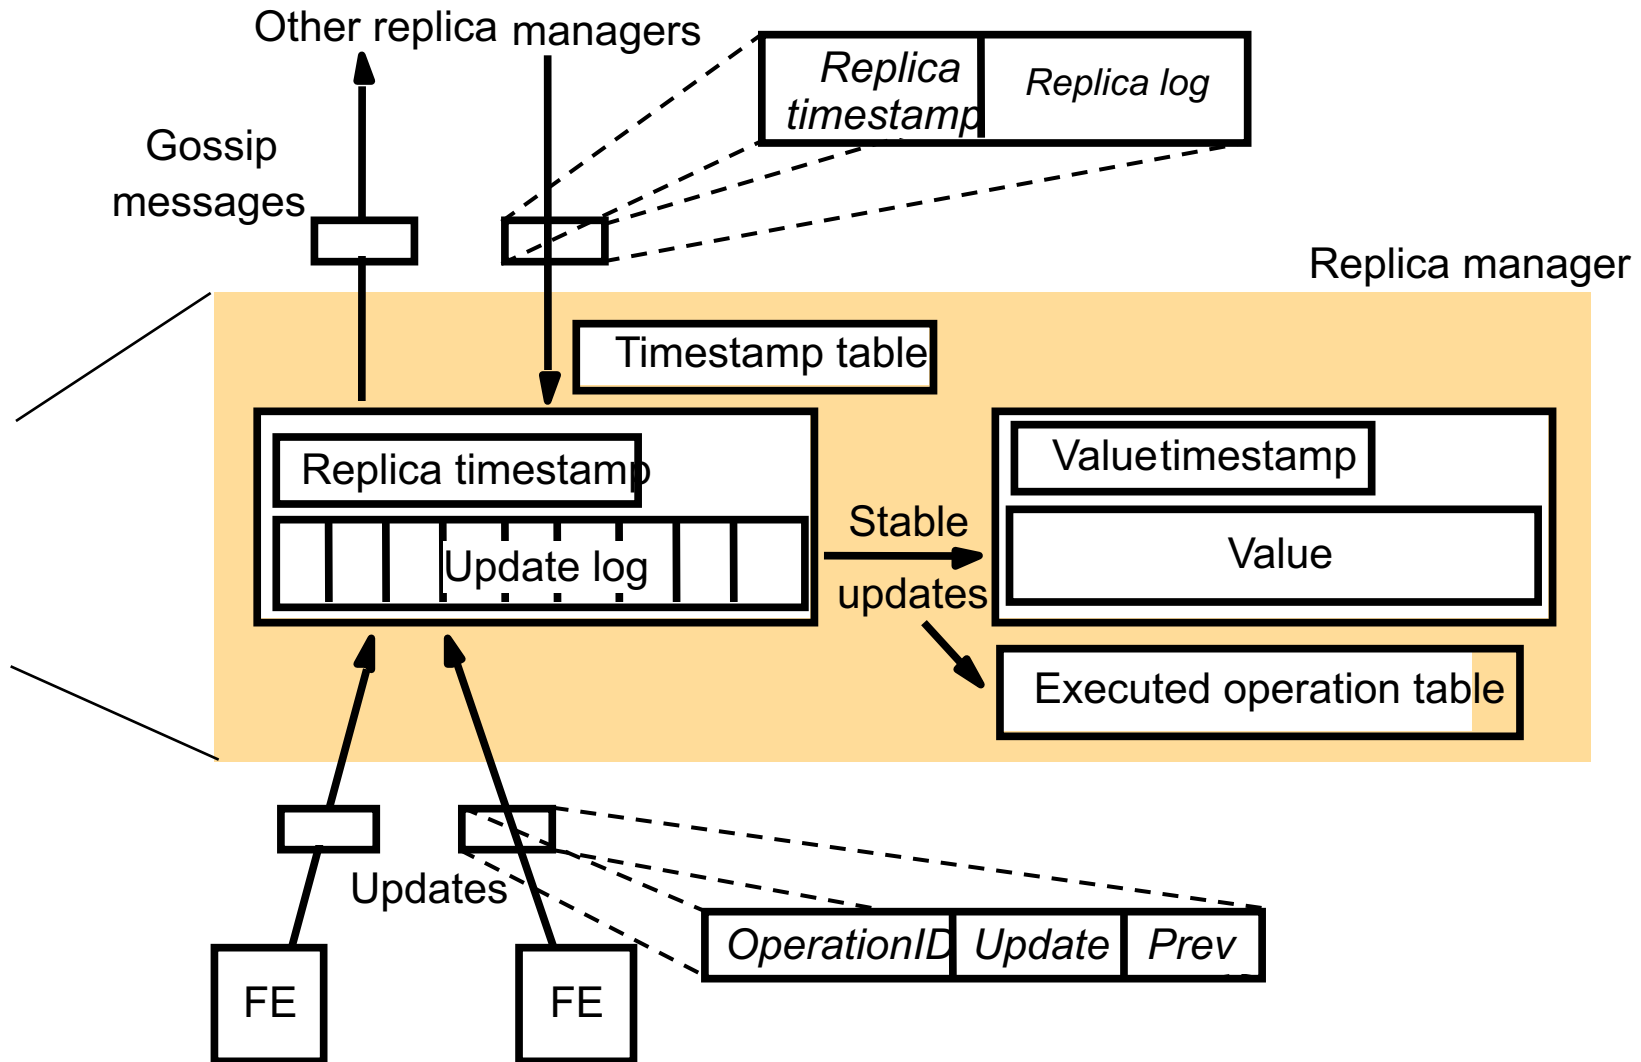 Other replica managers
Replica
timestamp
Replica log
Gossip
messages
Replica manager
Timestamp table
Replica timestamp
Update log
Stable
updates
Valuetimestamp
Value
Executed operation table
Updates
OperationID Update Prev
FE FE